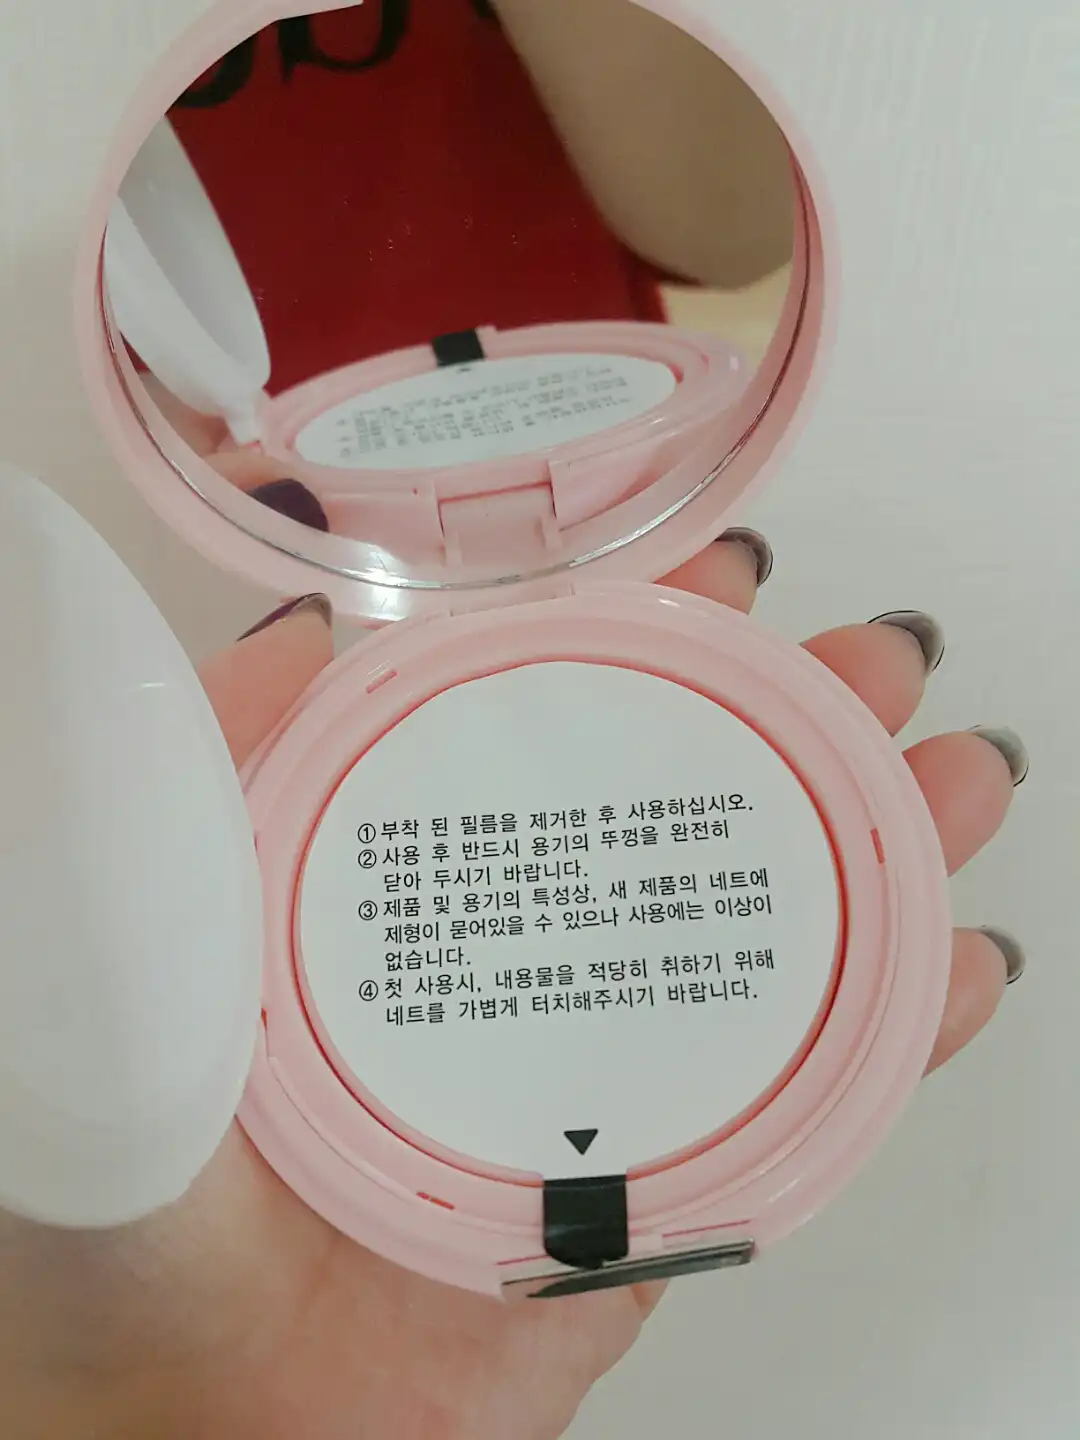 ①부착 된 필름을 제거한 후 사용하십시오.
②사용 후 반드시 용기의 뚜껑을 완전히
닫아 두시기 바랍니다.
③제품 및 용기의 특성상, 새 제품의 네트에
제형이 묻어있을 수 있으나 사용에는 이상이
없습니다.
④첫 사용시, 내용물을 적당히 취하기 위해
네트를 가볍게 터치해주시기 바랍니다.